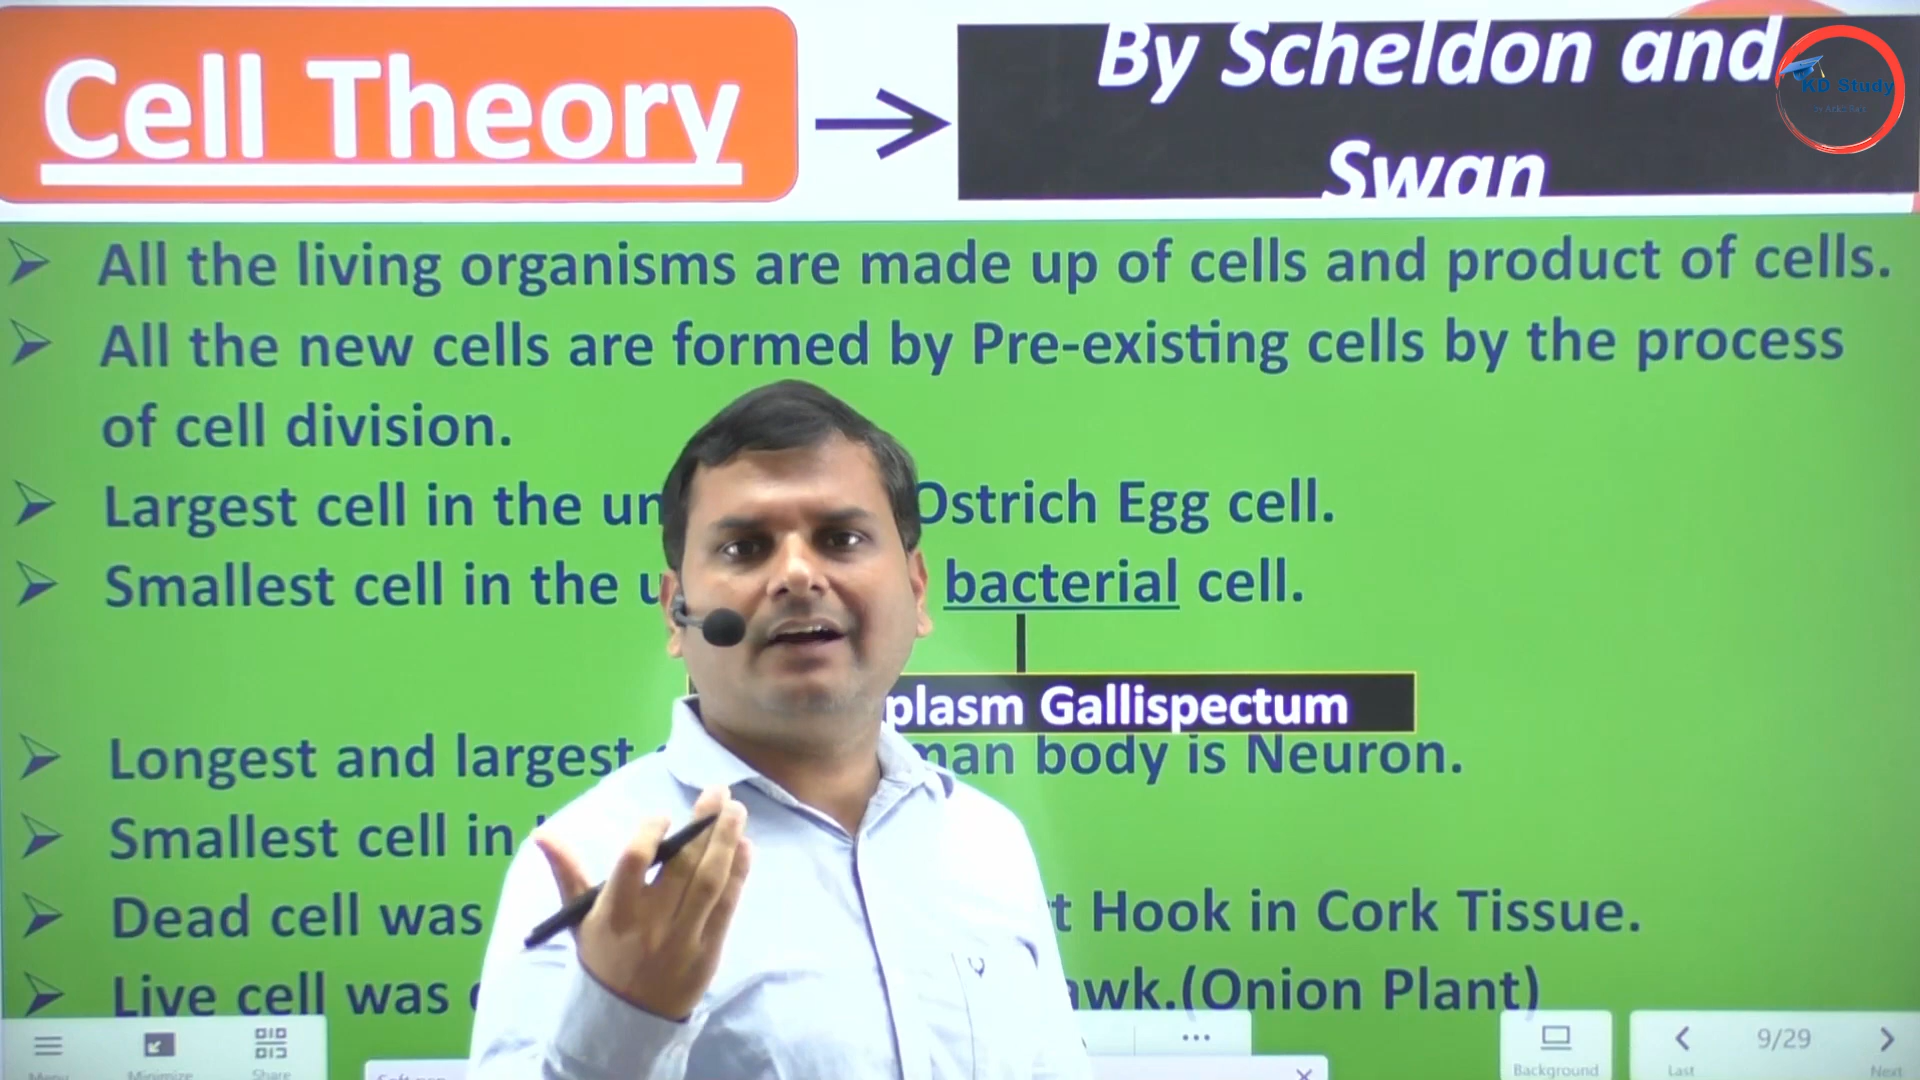 Cell Theory
By Scheldon and
Swan
KD Study
All the living organisms are made up of cells and product of cells.
All the new cells are formed by Pre-existing cells by the process
of cell division.
Largest cell in the un Ostrich Egg cell.
Smallest cell in the u bacterial cell.
plasm Gallispectum
Longest and largest man body is Neuron.
Smallest cell in
Dead cell was t Hook in Cork Tissue.
Live cell was awk.(Onion Plant)
Menu Minimize Share
Background
Last 9/29 Next